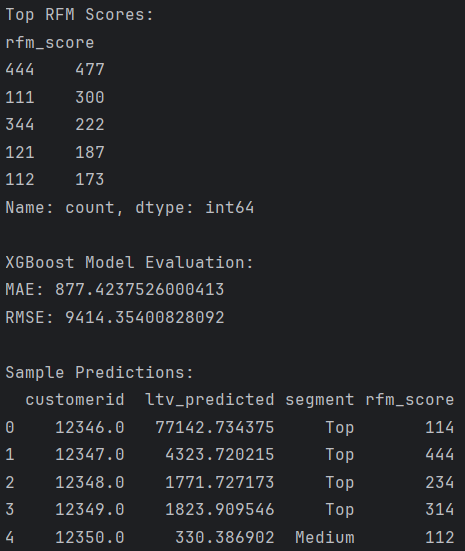 Top RFM Scores:
rfm_score
444    477
111    300
344    222
121    187
112    173
Name: count, dtype: int64

XGBoost Model Evaluation:
MAE: 877.4237526000413
RMSE: 9414.35400828092

Sample Predictions:
  customerid  ltv_predicted segment rfm_score
0    12346.0   77142.734375     Top       114
1    12347.0    4323.720215     Top       444
2    12348.0    1771.727173     Top       234
3    12349.0    1823.909546     Top       314
4    12350.0     330.386902  Medium       112